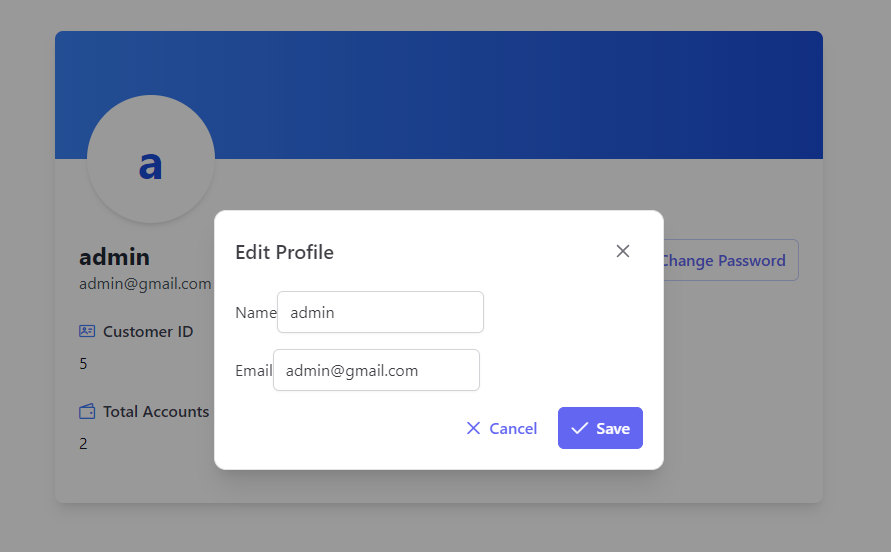 a
admin
admin@gmail.com
Change Password
Customer ID
5
Total Accounts
2
Edit Profile
Name
admin
Email
admin@gmail.com
Cancel
Save